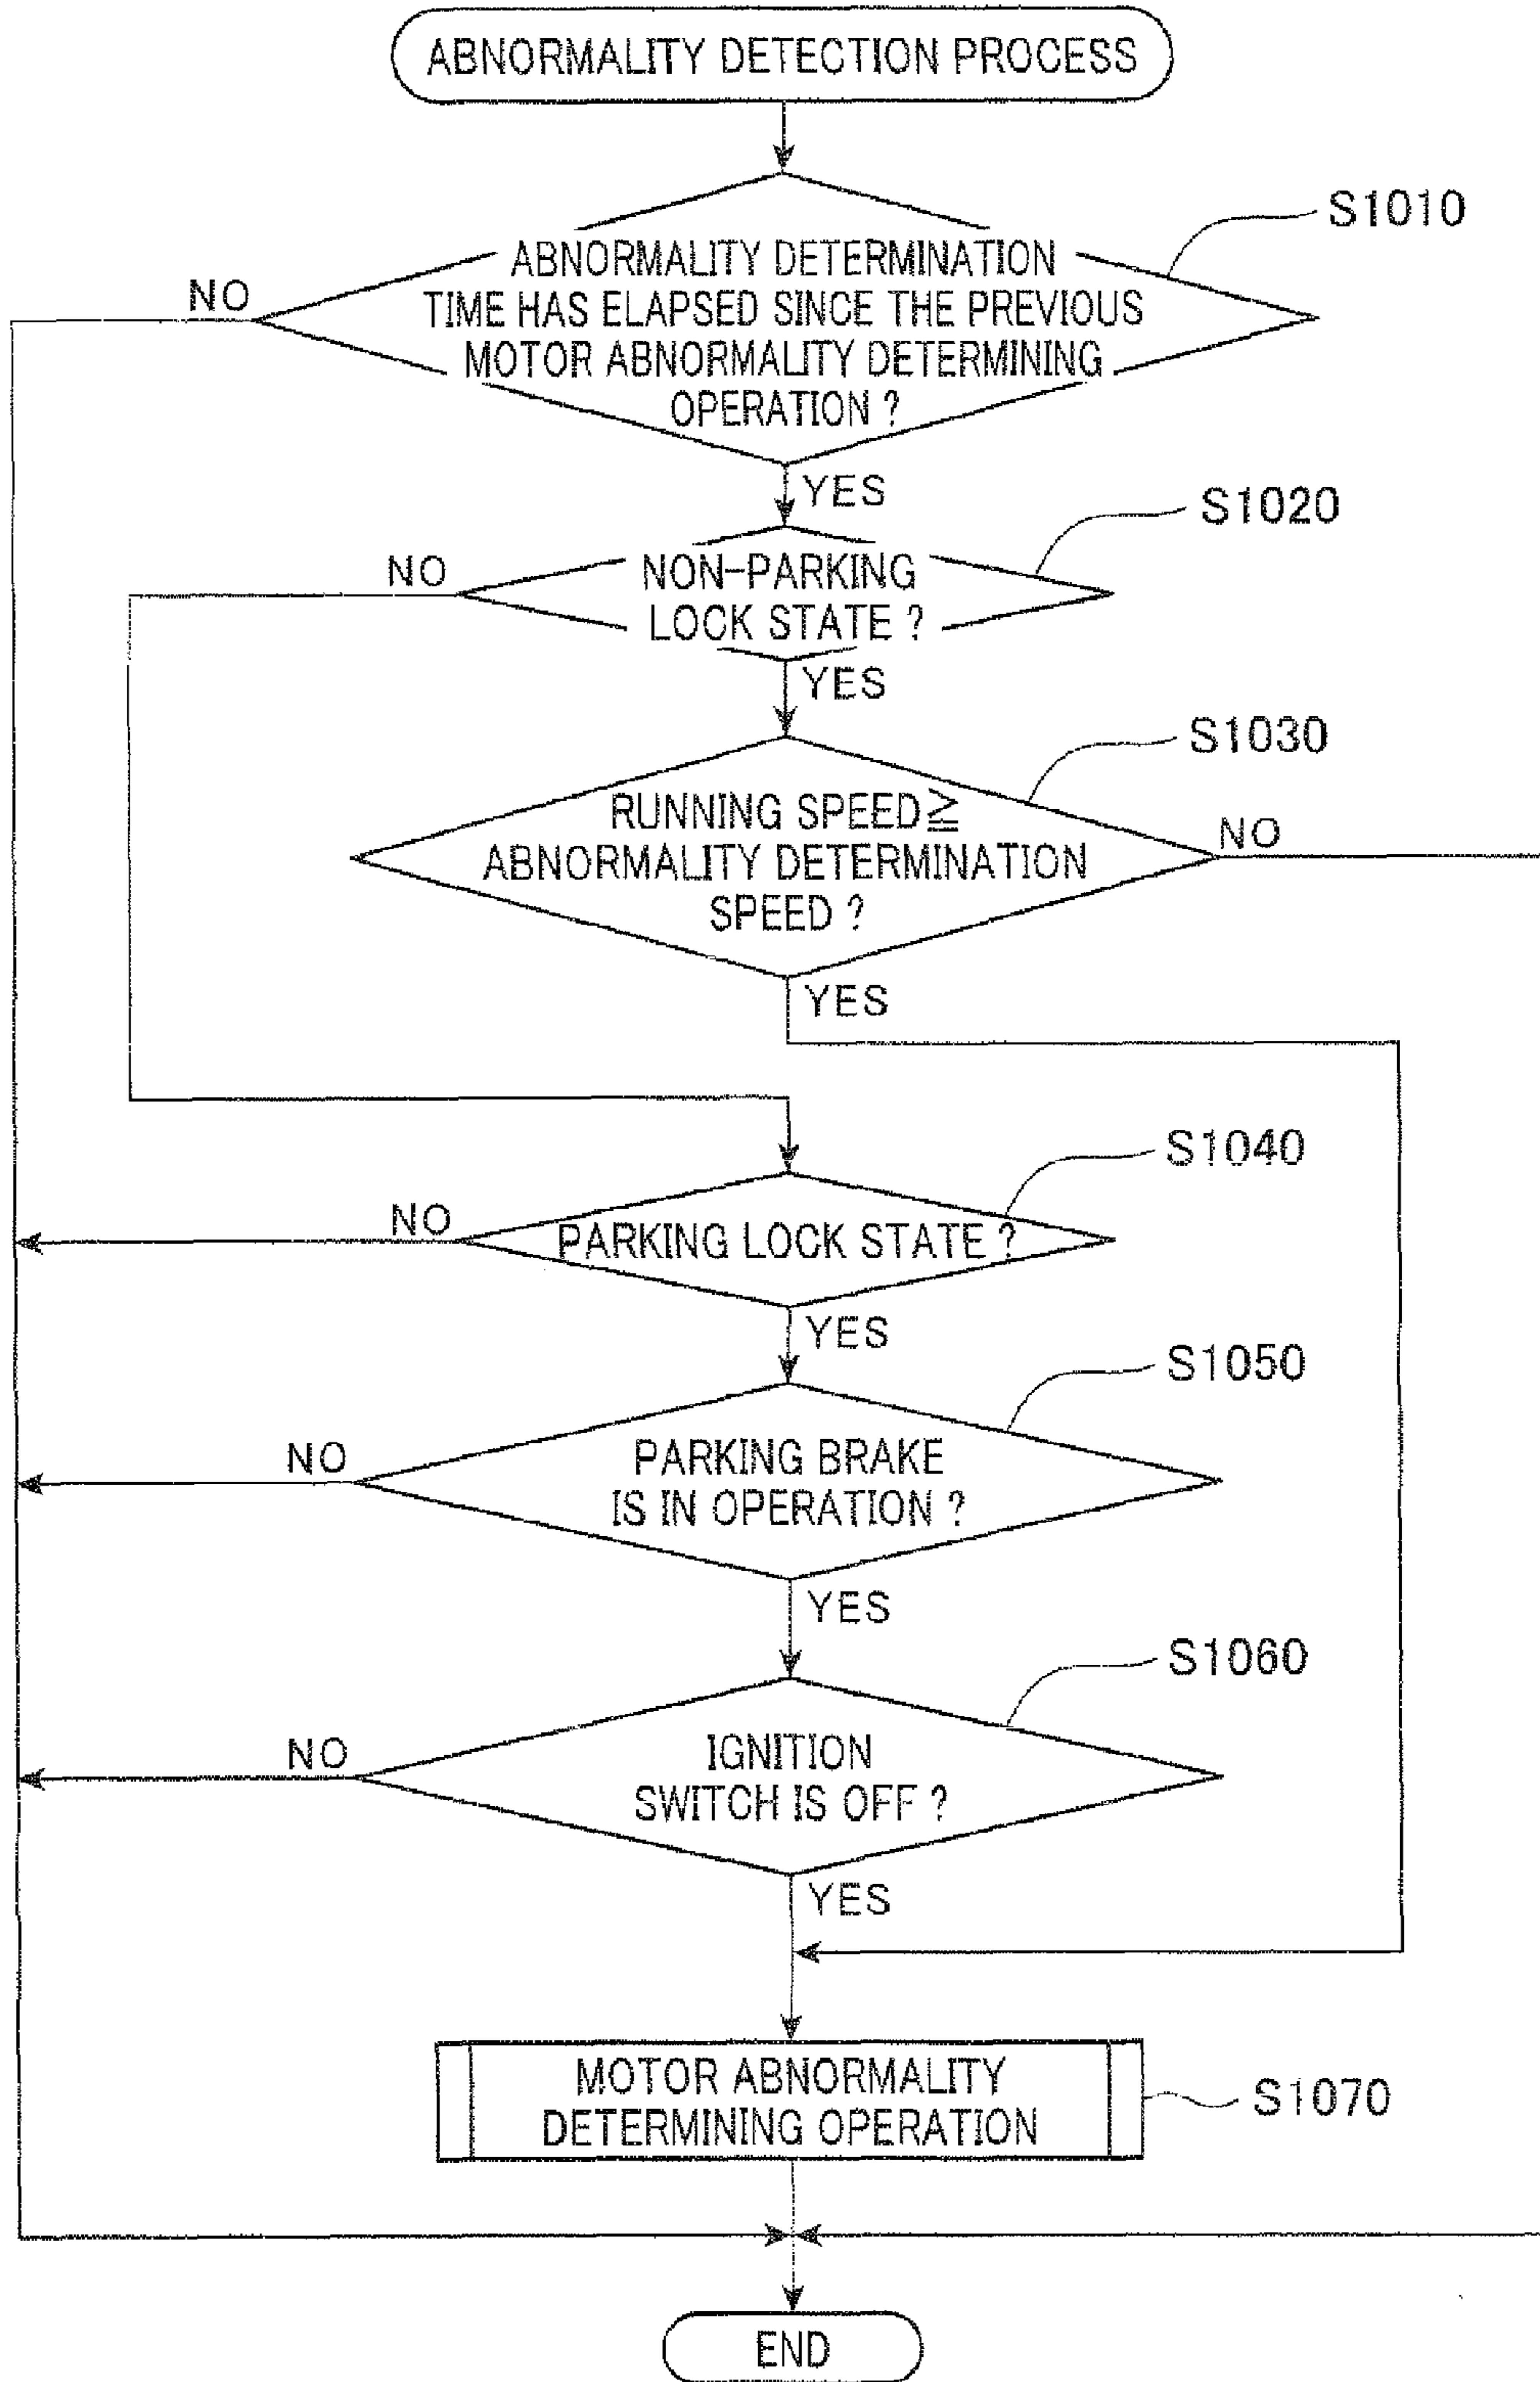 ABNORMALITY DETECTION PROCESS
S1010
ABNORMALITY DETERMINATION
TIME HAS ELAPSED SINCE THE PREVIOUS
MOTOR ABNORMALITY DETERMINING
OPERATION ?
NO
YES
S1020
NON-PARKING
LOCK STATE ?
NO
YES
S1030
RUNNING SPEED≧
ABNORMALITY DETERMINATION
SPEED ?
NO
YES
S1040
PARKING LOCK STATE ?
NO
YES
S1050
PARKING BRAKE
IS IN OPERATION ?
NO
YES
S1060
IGNITION
SWITCH IS OFF ?
NO
YES
MOTOR ABNORMALITY
DETERMINING OPERATION
S1070
END